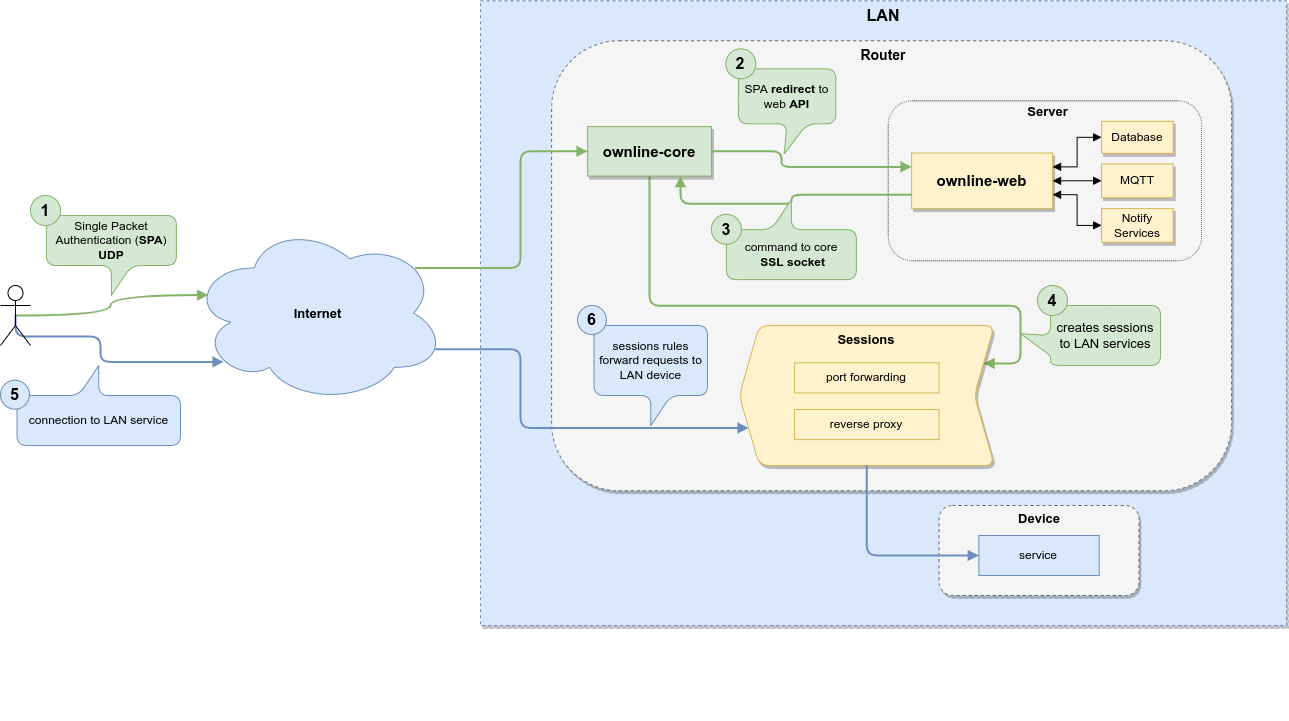 LAN
Router
2
SPA redirect to
web API
Server
Database
ownline-core
ownline-web
MQTT
1
Single Packet
Authentication (SPA)
UDP
3
command to core
SSL socket
Notify
Services
Internet
4
creates sessions
to LAN services
6
sessions rules
forward requests to
LAN device
Sessions
port forwarding
reverse proxy
5
connection to LAN service
Device
service